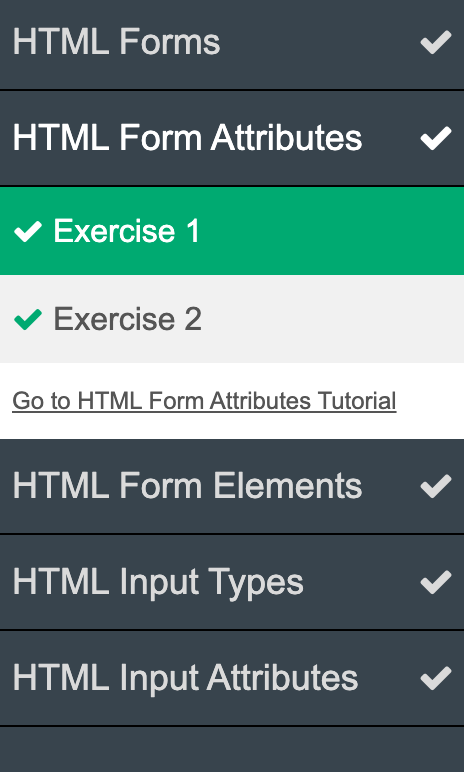 HTML Forms
HTML Form Attributes
Exercise 1
Exercise 2
Go to HTML Form Attributes Tutorial
HTML Form Elements
HTML Input Types
HTML Input Attributes